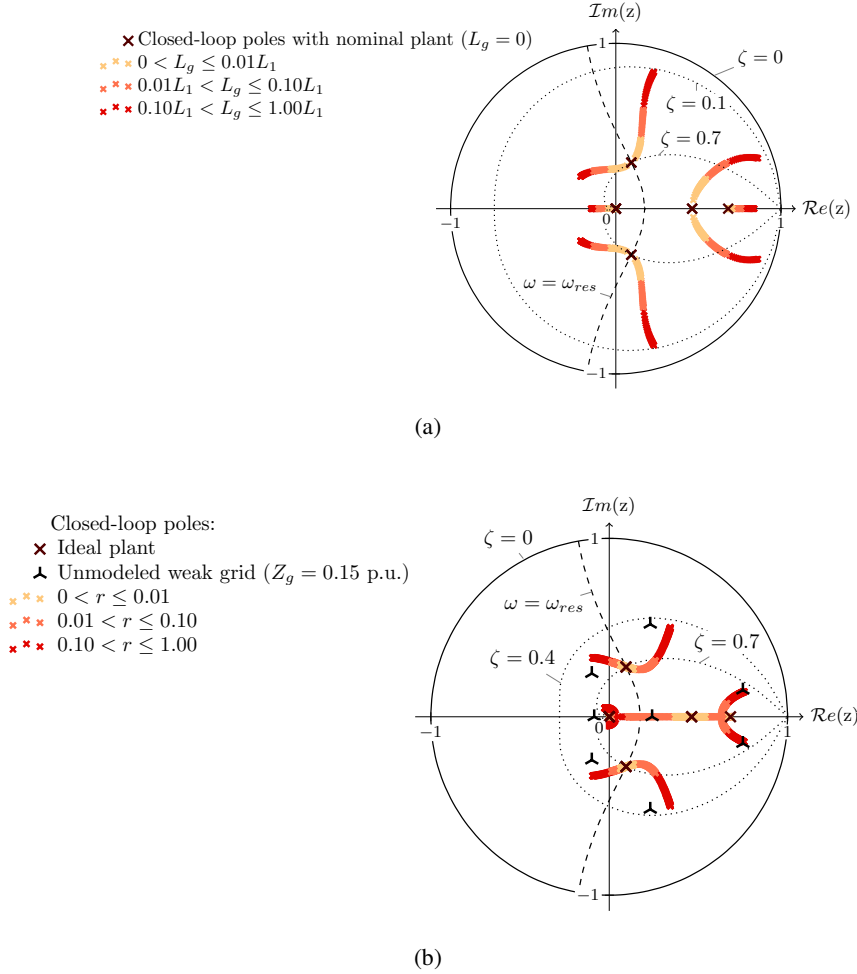 Im(z)
Closed-loop poles with nominal plant (L_g = 0)
0 < L_g ≤ 0.01L_1
0.01L_1 < L_g ≤ 0.10L_1
0.10L_1 < L_g ≤ 1.00L_1
1
ζ = 0
ζ = 0.1
ζ = 0.7
Re(z)
−1
0
1
ω = ω_res
−1
(a)
Im(z)
Closed-loop poles:
Ideal plant
Unmodeled weak grid (Z_g = 0.15 p.u.)
0 < r ≤ 0.01
0.01 < r ≤ 0.10
0.10 < r ≤ 1.00
ζ = 0
1
ω = ω_res
ζ = 0.4
ζ = 0.7
Re(z)
−1
0
1
−1
(b)